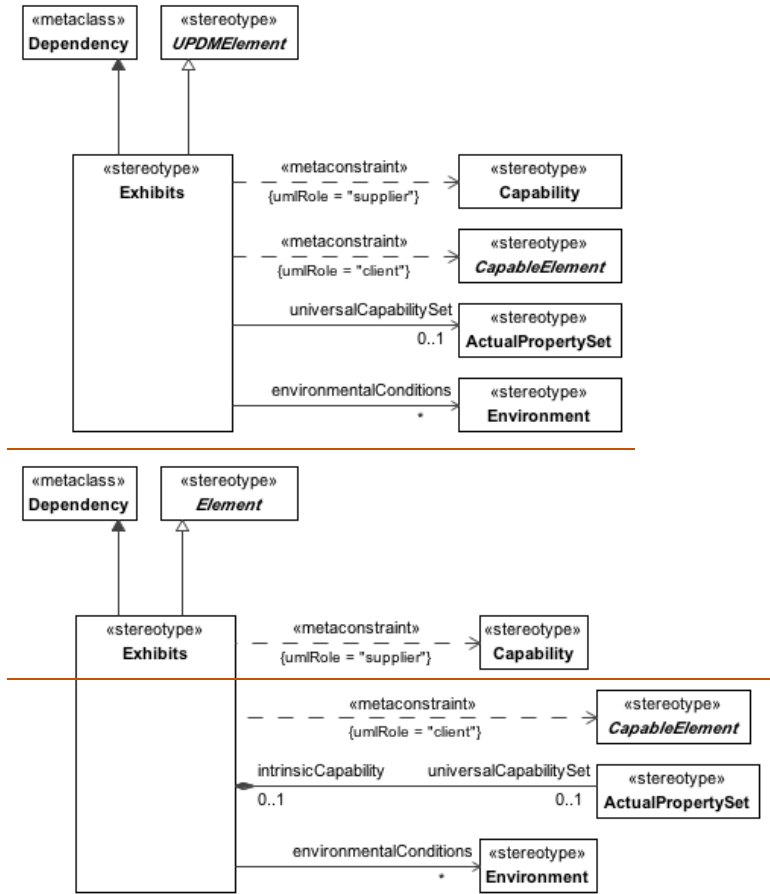 «metaclass»
Dependency
«stereotype»
UPDMElement
«stereotype»
Exhibits
«metaconstraint»
{umlRole = "supplier"}
«stereotype»
Capability
«metaconstraint»
{umlRole = "client"}
«stereotype»
CapableElement
universalCapabilitySet
0..1
«stereotype»
ActualPropertySet
environmentalConditions
*
«stereotype»
Environment
«metaclass»
Dependency
«stereotype»
Element
«stereotype»
Exhibits
«metaconstraint»
{umlRole = "supplier"}
«stereotype»
Capability
«metaconstraint»
{umlRole = "client"}
«stereotype»
CapableElement
intrinsicCapability
0..1
universalCapabilitySet
0..1
«stereotype»
ActualPropertySet
environmentalConditions
*
«stereotype»
Environment